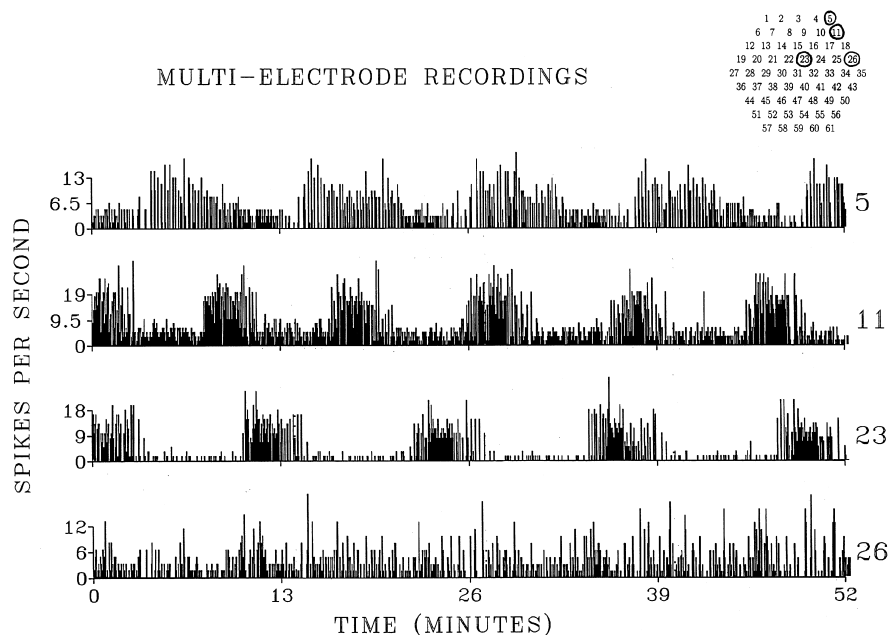 1 2 3 4 5
6 7 8 9 10 11
12 13 14 15 16 17 18
19 20 21 22 23 24 25 26
27 28 29 30 31 32 33 34 35
36 37 38 39 40 41 42 43
44 45 46 47 48 49 50
51 52 53 54 55 56
57 58 59 60 61
MULTI-ELECTRODE RECORDINGS
SPIKES PER SECOND
13
6.5
0
5
19
9.5
0
11
18
9
0
23
12
6
0
26
0 13 26 39 52
TIME (MINUTES)